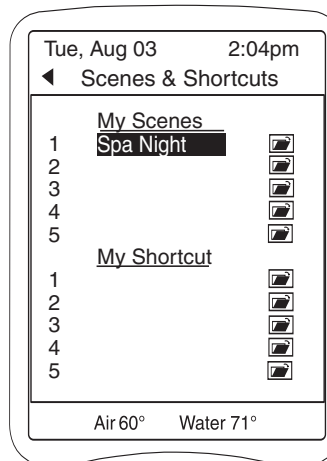 Tue, Aug 03 2:04pm
Scenes & Shortcuts
My Scenes
1 Spa Night
2
3
4
5
My Shortcut
1
2
3
4
5
Air 60° Water 71°